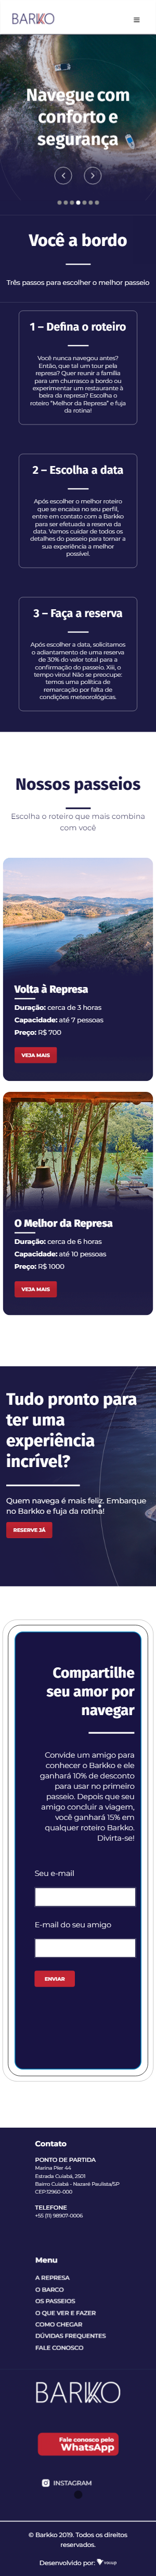 BARKKO
Navegue com
conforto e
segurança
Você a bordo
Três passos para escolher o melhor passeio
1 – Defina o roteiro
Você nunca navegou antes?
Então, que tal um tour pela
represa? Quer reunir a família
para um churrasco a bordo ou
experimentar um restaurante à
beira da represa? Escolha o
roteiro “Melhor da Represa” e fuja
da rotina!
2 – Escolha a data
Após escolher o melhor roteiro
que se encaixa no seu perfil,
entre em contato com a Barkko
para ser efetuada a reserva da
data. Vamos cuidar de todos os
detalhes do passeio para tornar a
sua experiência a melhor
possível.
3 – Faça a reserva
Após escolher a data, solicitamos
o adiantamento de uma reserva
de 30% do valor total para a
confirmação do passeio. Xiii, o
tempo virou! Não se preocupe:
temos uma política de
remarcação por falta de
condições meteorológicas.
Nossos passeios
Escolha o roteiro que mais combina
com você
Volta à Represa
Duração: cerca de 3 horas
Capacidade: até 7 pessoas
Preço: R$ 700
VEJA MAIS
O Melhor da Represa
Duração: cerca de 6 horas
Capacidade: até 10 pessoas
Preço: R$ 1000
VEJA MAIS
Tudo pronto para
ter uma
experiência
incrível?
Quem navega é mais feliz. Embarque
no Barkko e fuja da rotina!
RESERVE JÁ
Compartilhe
seu amor por
navegar
Convide um amigo para
conhecer o Barkko e ele
ganhará 10% de desconto
para usar no primeiro
passeio. Depois que seu
amigo concluir a viagem,
você ganhará 15% em
qualquer roteiro Barkko.
Divirta-se!
Seu e-mail
E-mail do seu amigo
ENVIAR
Contato
PONTO DE PARTIDA
Marina Píer 44
Estrada Cuiabá, 2501
Bairro Cuiabá - Nazaré Paulista/SP
CEP:12960-000
TELEFONE
+55 (11) 98907-0006
Menu
A REPRESA
O BARCO
OS PASSEIOS
O QUE VER E FAZER
COMO CHEGAR
DÚVIDAS FREQUENTES
FALE CONOSCO
BARKKO
Fale conosco pelo
WhatsApp
INSTAGRAM
© Barkko 2019. Todos os direitos
reservados.
Desenvolvido por: